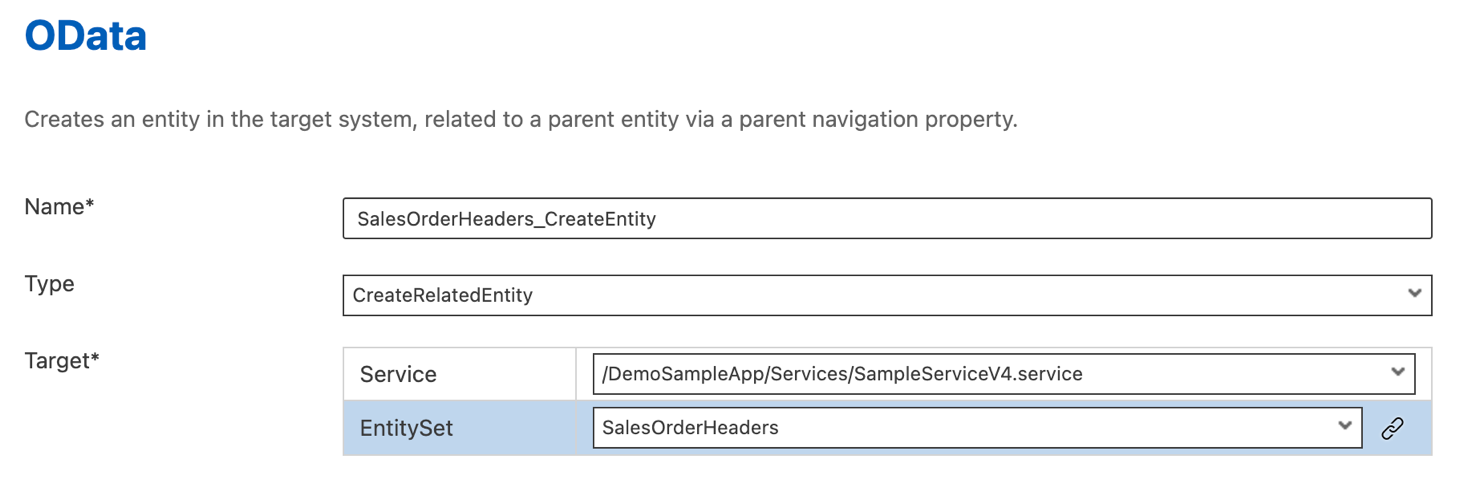 OData
Creates an entity in the target system, related to a parent entity via a parent navigation property.
Name*
SalesOrderHeaders_CreateEntity
Type
CreateRelatedEntity
Target*
Service
/DemoSampleApp/Services/SampleServiceV4.service
EntitySet
SalesOrderHeaders